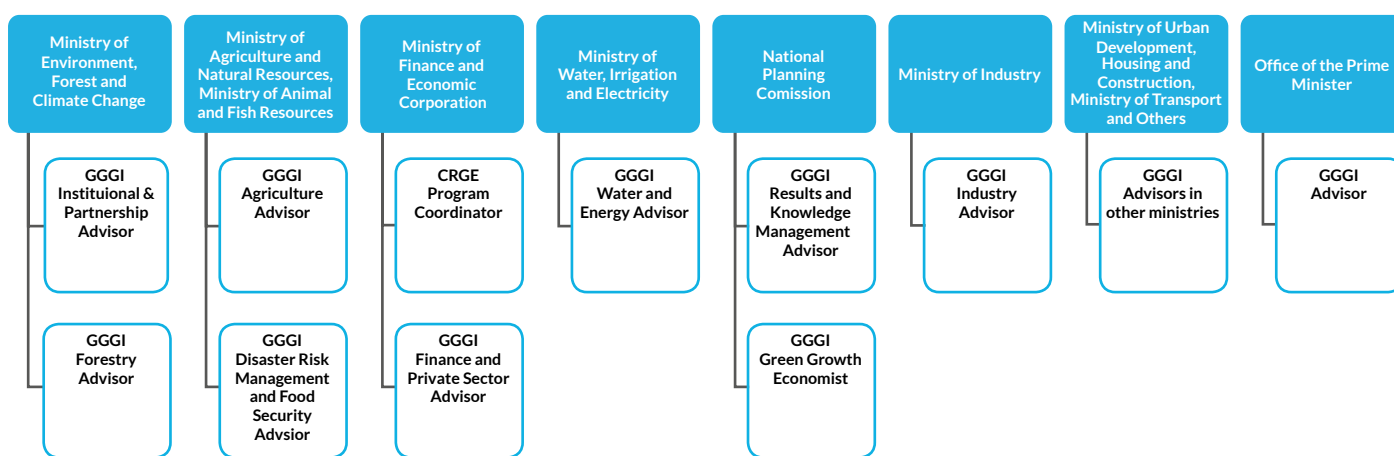 Ministry of
Environment,
Forest and
Climate Change
Ministry of
Agriculture and
Natural Resources,
Ministry of Animal
and Fish Resources
Ministry of
Finance and
Economic
Corporation
Ministry of
Water, Irrigation
and Electricity
National
Planning
Comission
Ministry of Industry
Ministry of Urban
Development,
Housing and
Construction,
Ministry of Transport
and Others
Office of the Prime
Minister
GGGI
Instituional &
Partnership
Advisor
GGGI
Agriculture
Advisor
CRGE
Program
Coordinator
GGGI
Water and
Energy Advisor
GGGI
Results and
Knowledge
Management
Advisor
GGGI
Industry
Advisor
GGGI
Advisors in
other ministries
GGGI
Advisor
GGGI
Forestry
Advisor
GGGI
Disaster Risk
Management
and Food
Security
Advsior
GGGI
Finance and
Private Sector
Advisor
GGGI
Green Growth
Economist